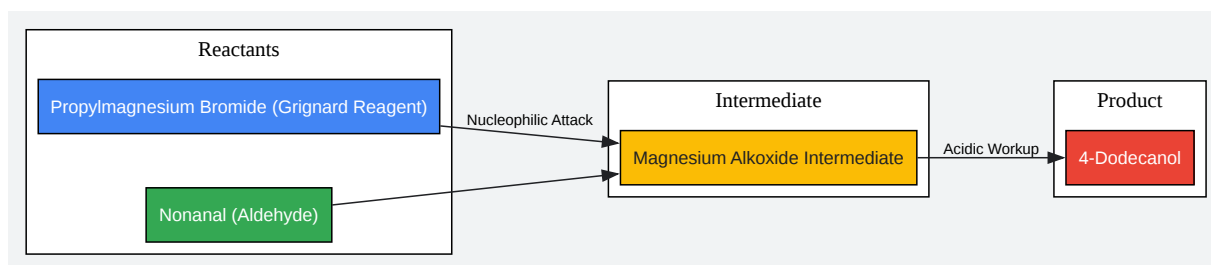 Reactants
Propylmagnesium Bromide (Grignard Reagent)
Nonanal (Aldehyde)
Nucleophilic Attack
Intermediate
Magnesium Alkoxide Intermediate
Acidic Workup
Product
4-Dodecanol